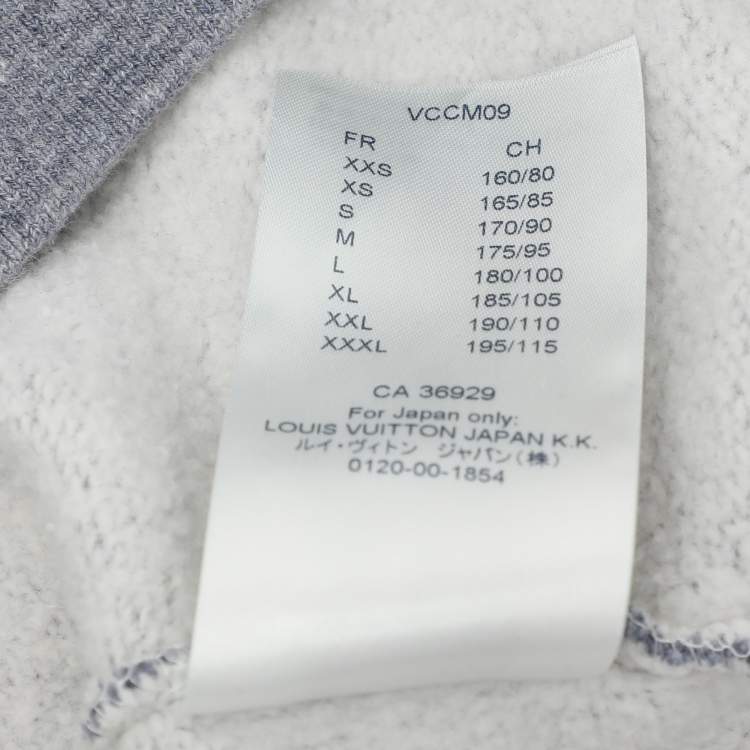 VCCM09
FR CH
XXS 160/80
XS 165/85
S 170/90
M 175/95
L 180/100
XL 185/105
XXL 190/110
XXXL 195/115
CA 36929
For Japan only:
LOUIS VUITTON JAPAN K.K.
ルイ・ヴィトン ジャパン(株)
0120-00-1854